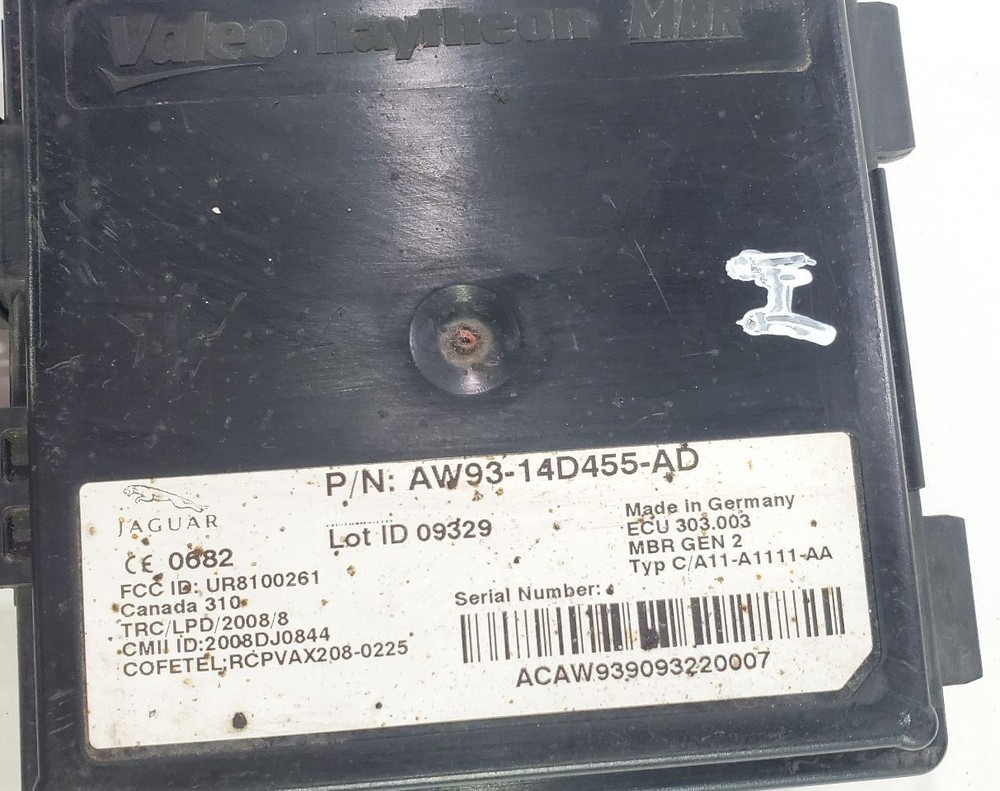 Valeo Raytheon MBR
P/N: AW93-14D455-AD
JAGUAR
Lot ID 09329
Made in Germany
ECU 303.003
MBR GEN 2
Typ C/A11-A1111-AA
CE 0682
FCC ID: UR8100261
Canada 310
TRC/LPD/2008/8
CMII ID:2008DJ0844
COFETEL:RCPVAX208-0225
Serial Number:
ACAW939093220007
I